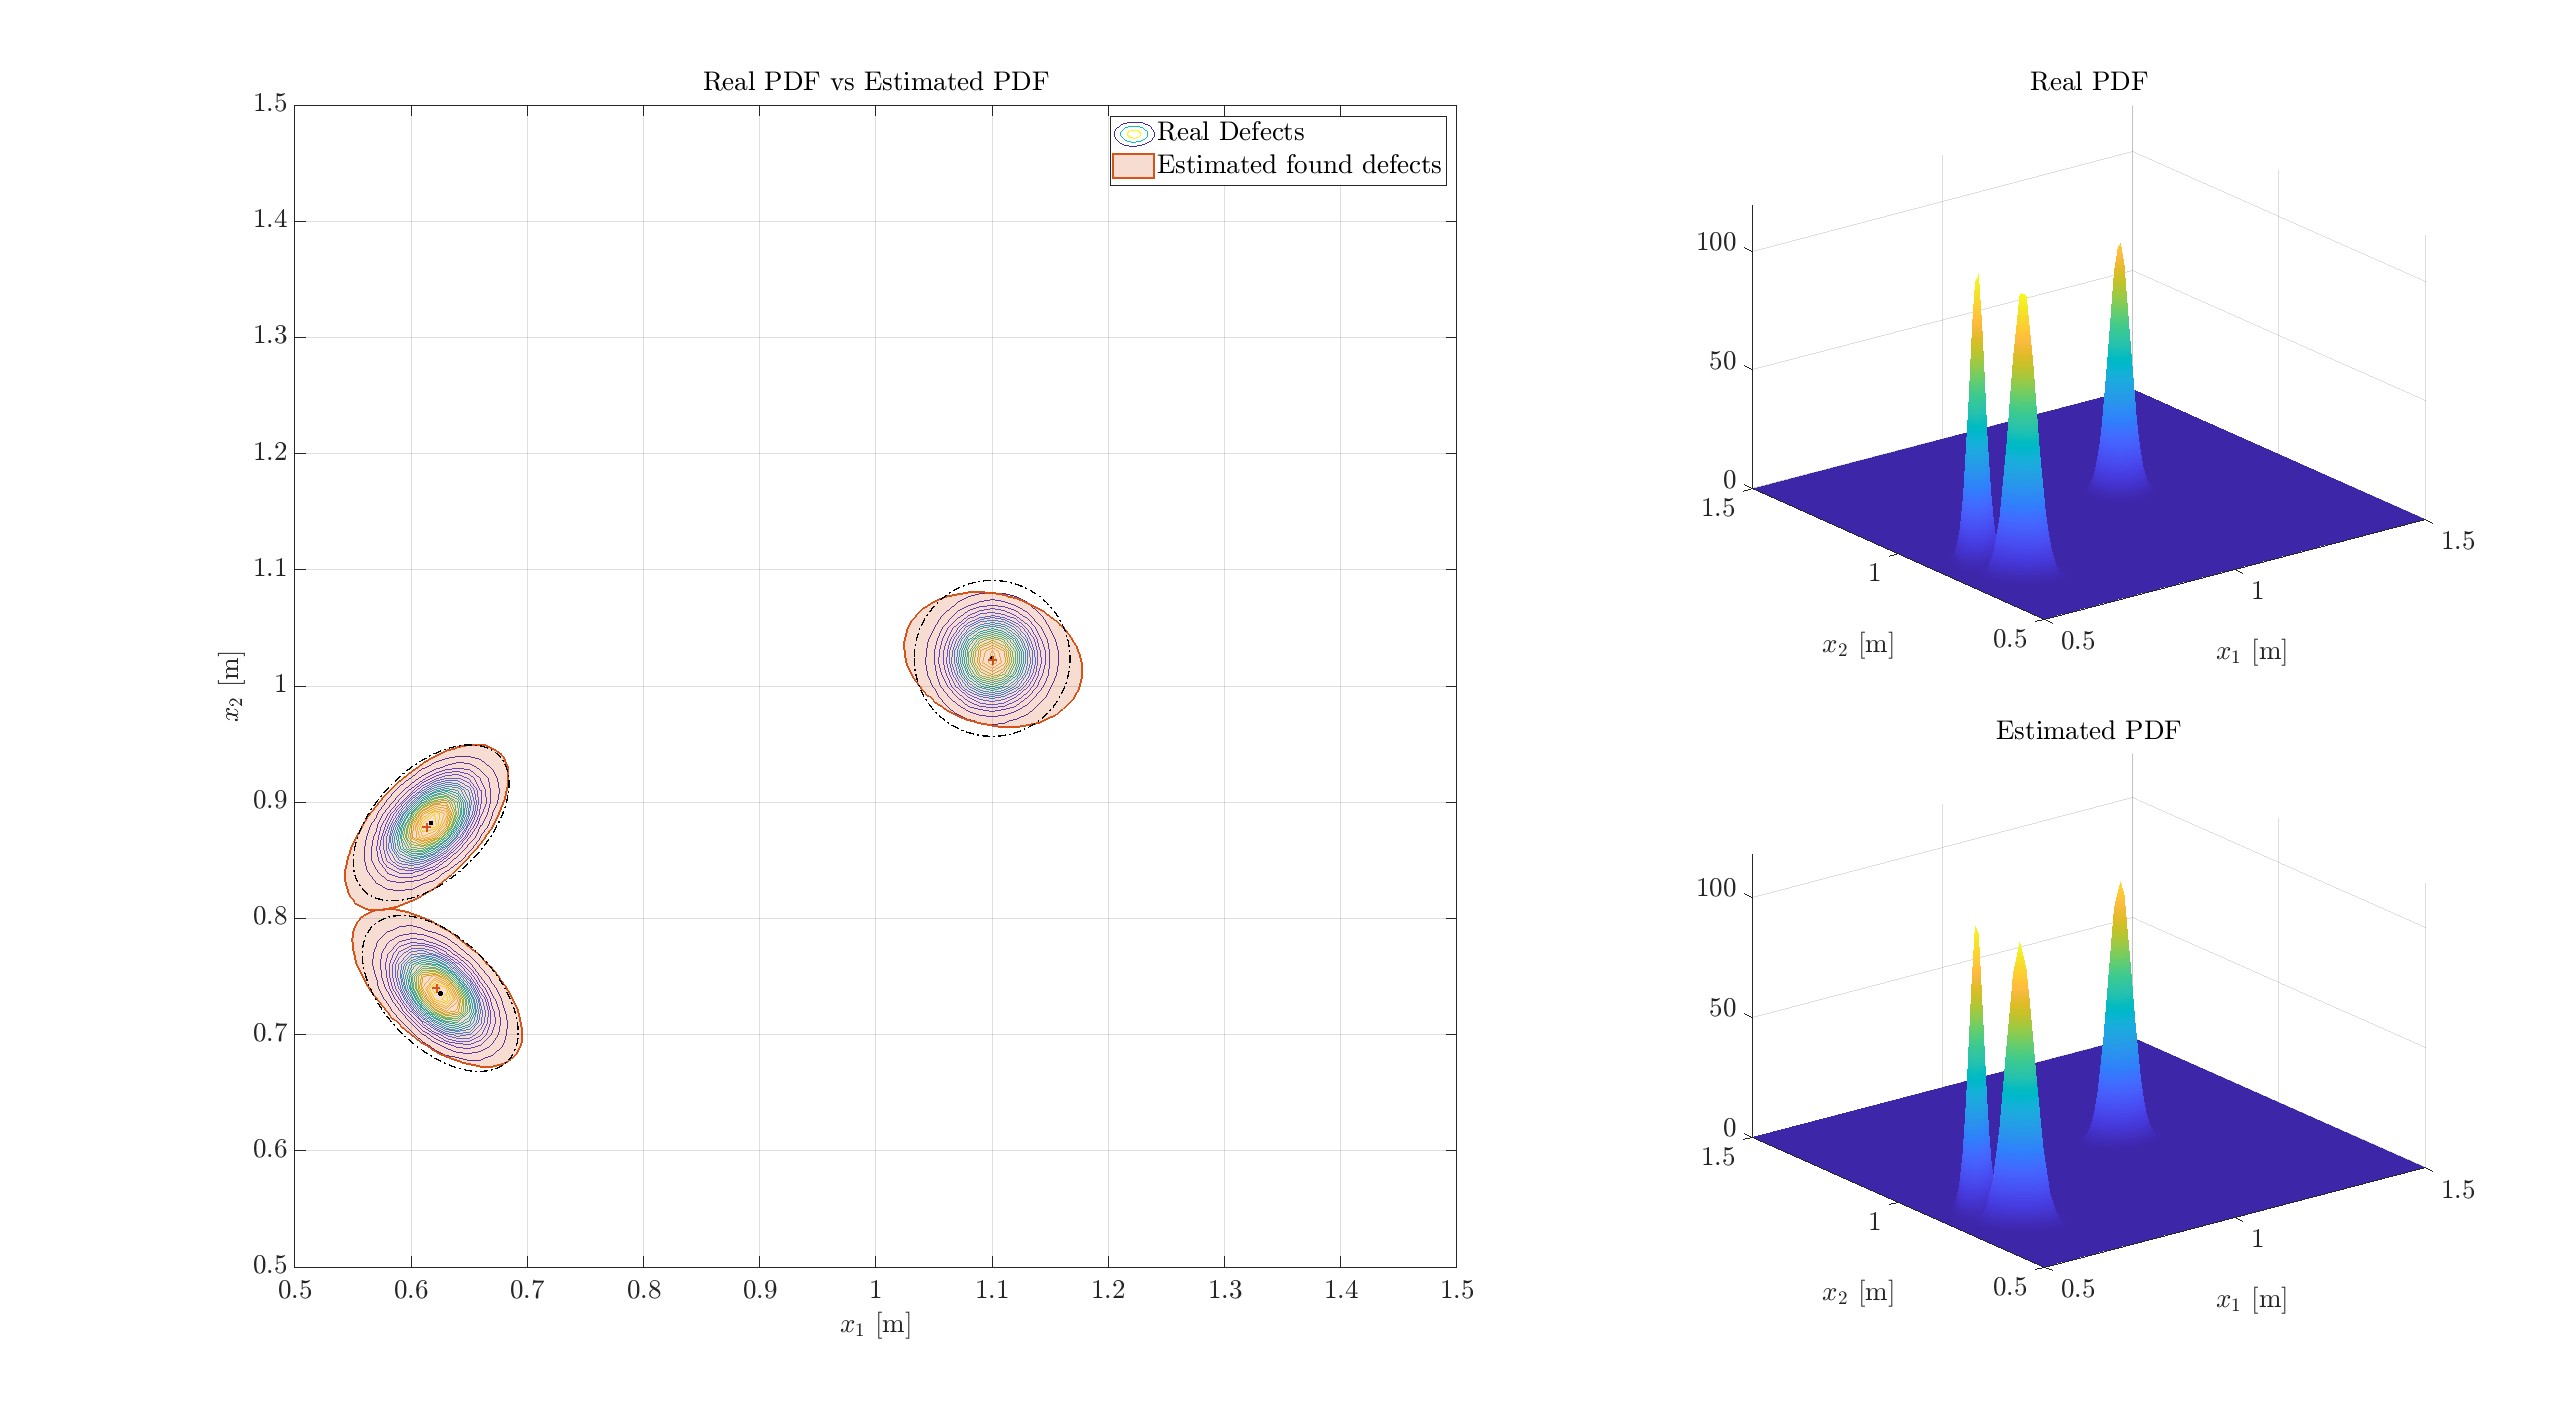 Real PDF vs Estimated PDF
Real Defects
Estimated found defects
1.5
1.4
1.3
1.2
1.1
1
0.9
0.8
0.7
0.6
0.5
x₂ [m]
0.5 0.6 0.7 0.8 0.9 1 1.1 1.2 1.3 1.4 1.5
x₁ [m]
Real PDF
100
50
0
1.5
1
0.5
x₂ [m]
0.5
1
1.5
x₁ [m]
Estimated PDF
100
50
0
1.5
1
0.5
x₂ [m]
0.5
1
1.5
x₁ [m]